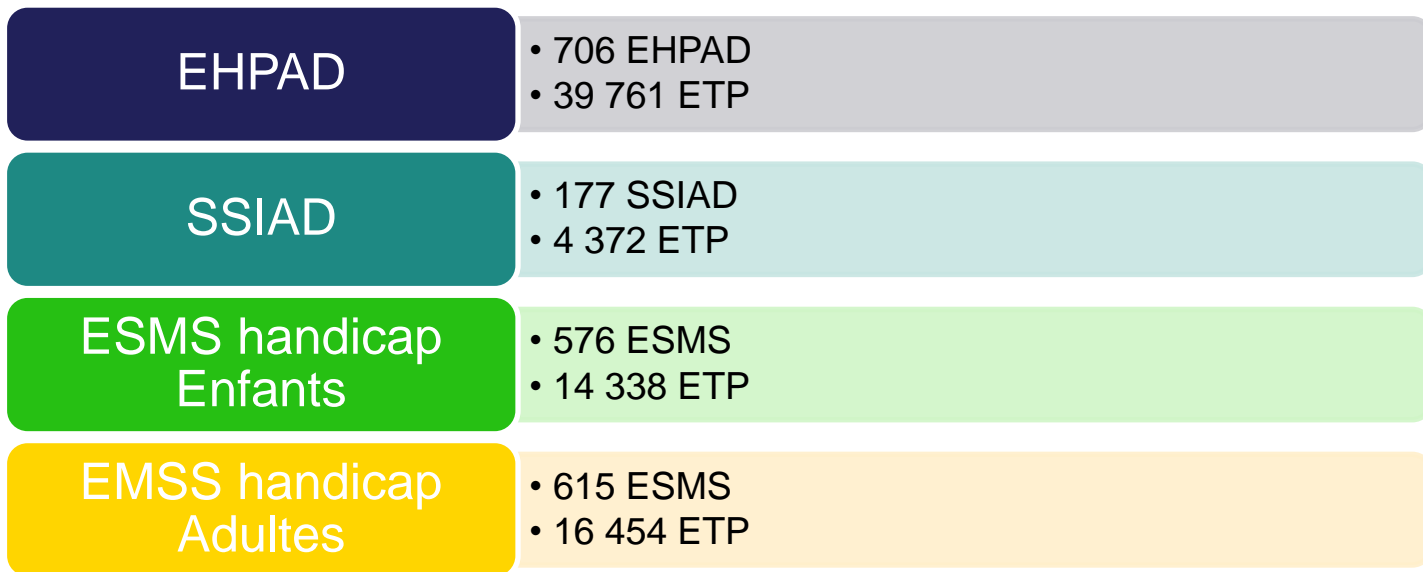 EHPAD
• 706 EHPAD
• 39 761 ETP
SSIAD
• 177 SSIAD
• 4 372 ETP
ESMS handicap
Enfants
• 576 ESMS
• 14 338 ETP
EMSS handicap
Adultes
• 615 ESMS
• 16 454 ETP